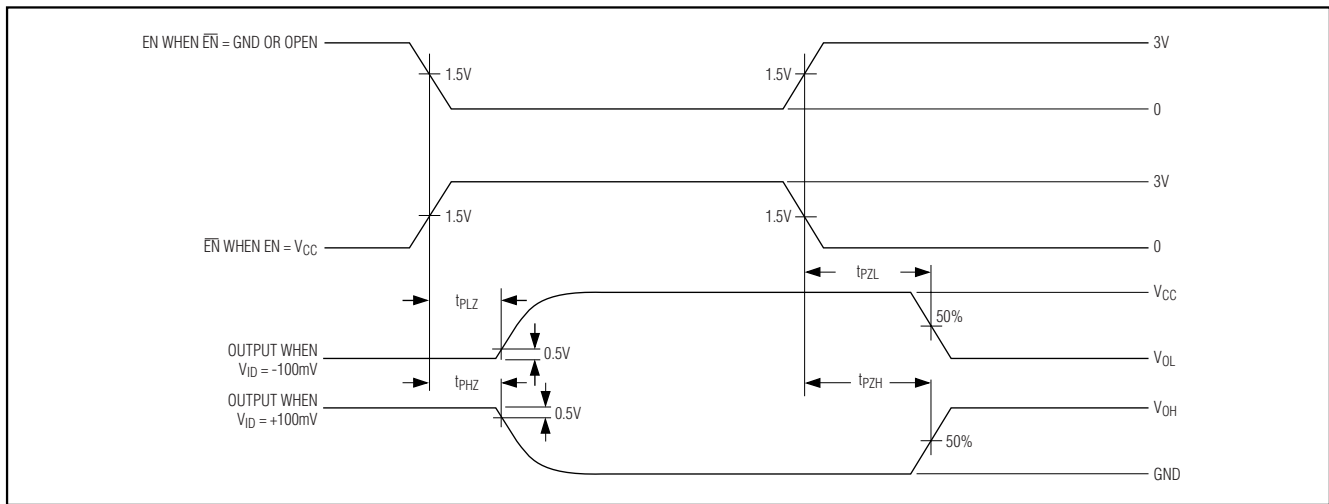 EN WHEN E̅N̅ = GND OR OPEN
3V
1.5V
1.5V
0
3V
1.5V
1.5V
E̅N̅ WHEN EN = VCC
0
tPZL
tPLZ
VCC
50%
OUTPUT WHEN
VID = -100mV
0.5V
VOL
tPHZ
tPZH
OUTPUT WHEN
VID = +100mV
0.5V
VOH
50%
GND